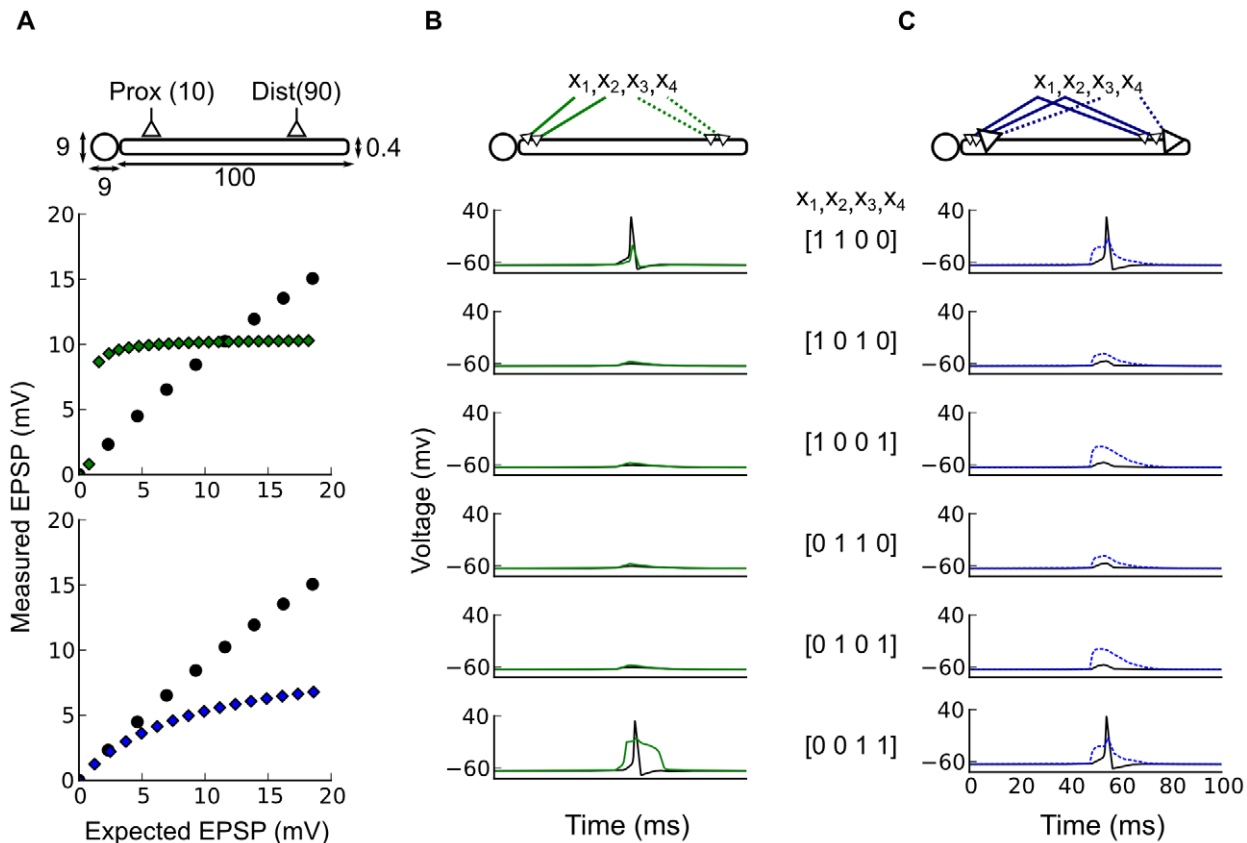 A
B
C
Prox (10)
Dist(90)
9
9
100
0.4
x1,x2,x3,x4
x1,x2,x3,x4
Measured EPSP (mV)
20
15
10
5
0
0
5
10
15
20
20
15
10
5
0
0
5
10
15
20
Expected EPSP (mV)
Voltage (mv)
40
−60
40
−60
40
−60
40
−60
40
−60
40
−60
Time (ms)
x1,x2,x3,x4
[1 1 0 0]
[1 0 1 0]
[1 0 0 1]
[0 1 1 0]
[0 1 0 1]
[0 0 1 1]
40
−60
40
−60
40
−60
40
−60
40
−60
40
−60
0
20
40
60
80
100
Time (ms)